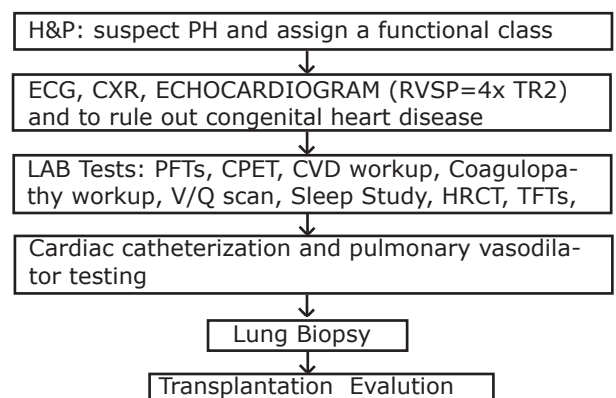 H&P: suspect PH and assign a functional class
ECG, CXR, ECHOCARDIOGRAM (RVSP=4x TR2)
and to rule out congenital heart disease
LAB Tests: PFTs, CPET, CVD workup, Coagulopa-
thy workup, V/Q scan, Sleep Study, HRCT, TFTs,
Cardiac catheterization and pulmonary vasodila-
tor testing
Lung Biopsy
Transplantation Evalution